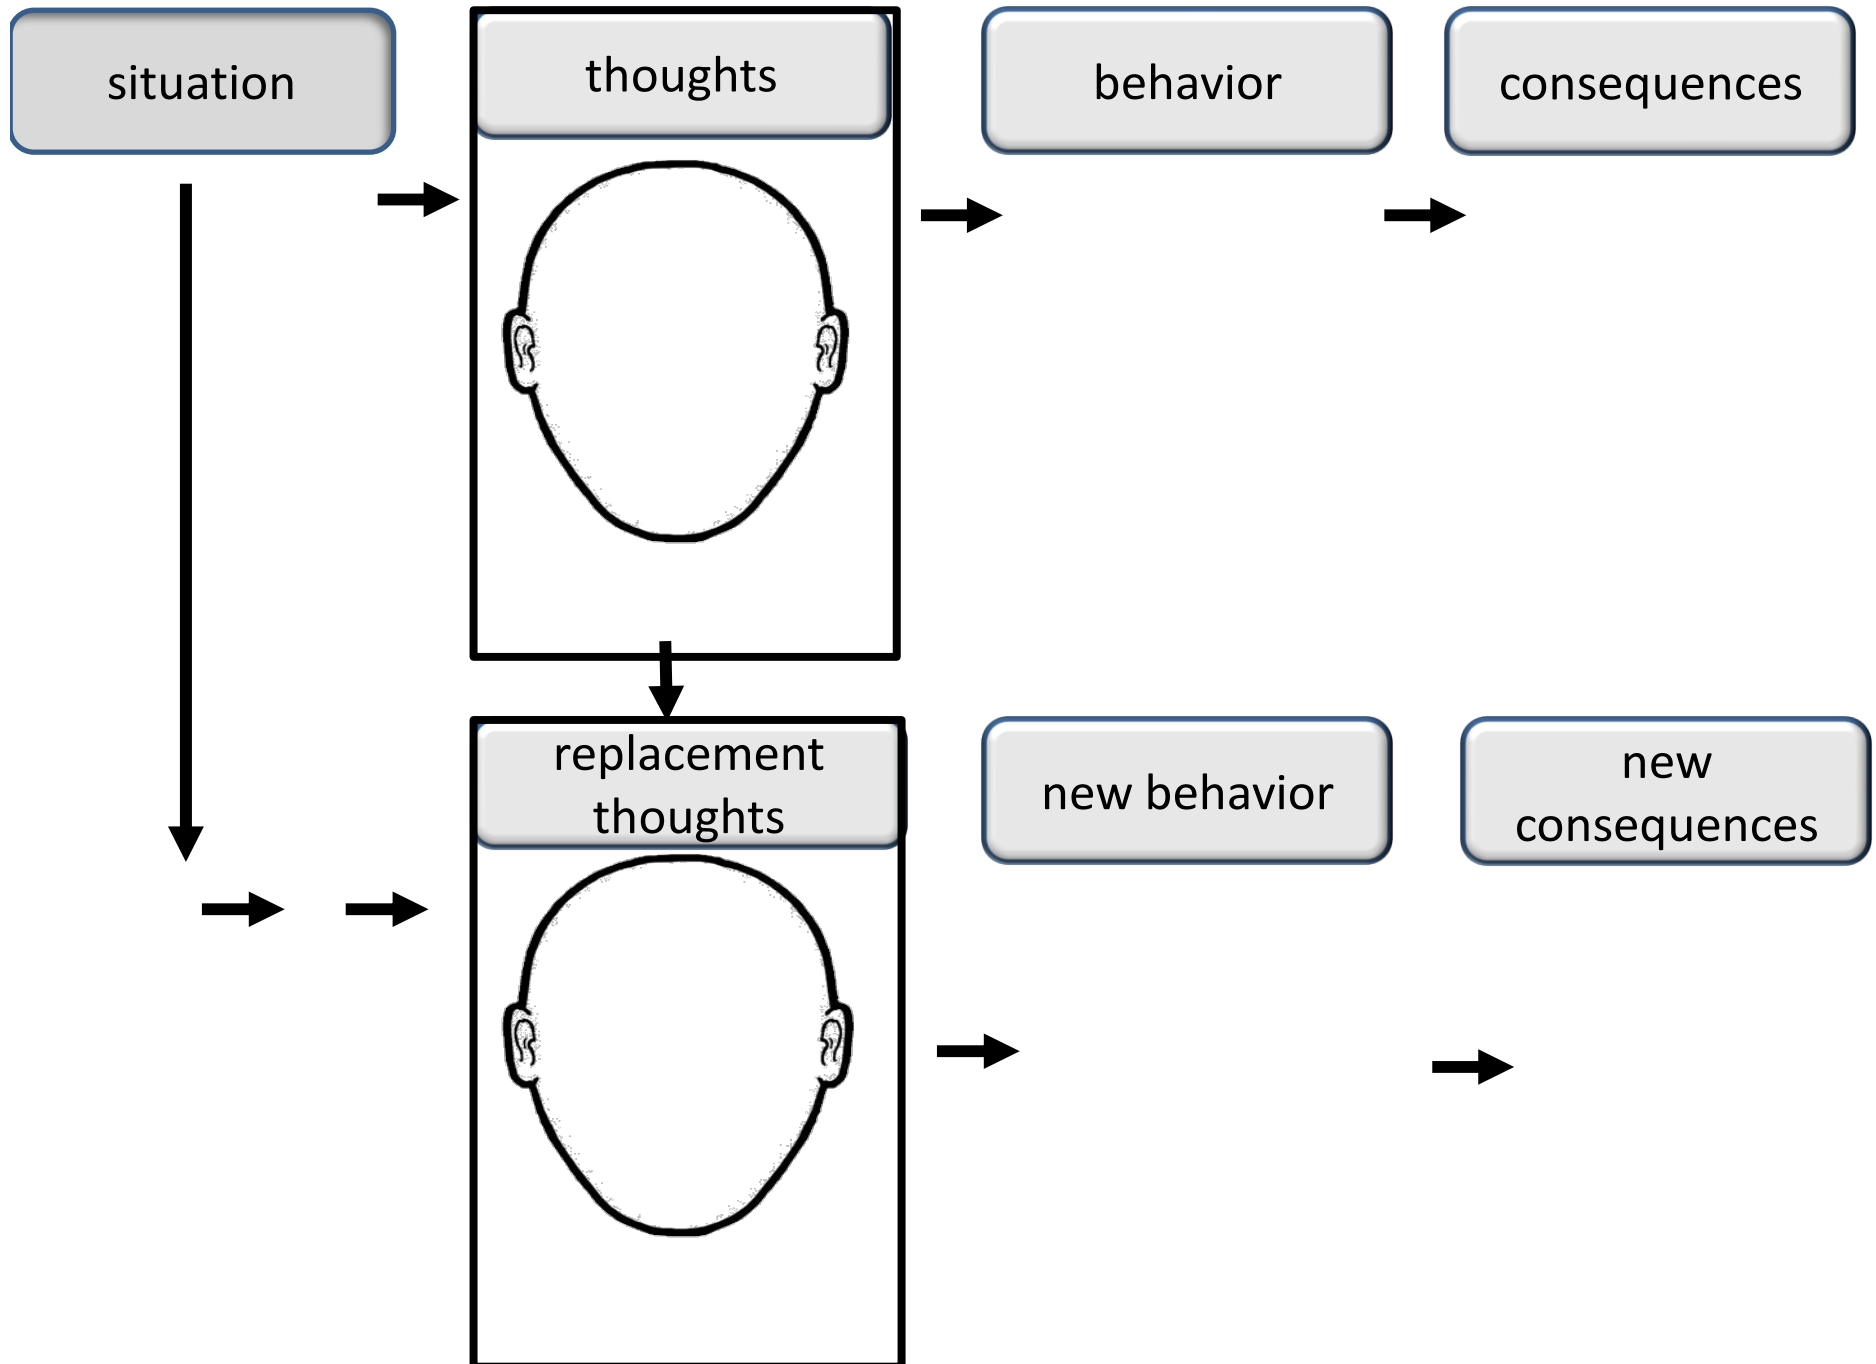 situation
thoughts
behavior
consequences
replacement
thoughts
new behavior
new
consequences